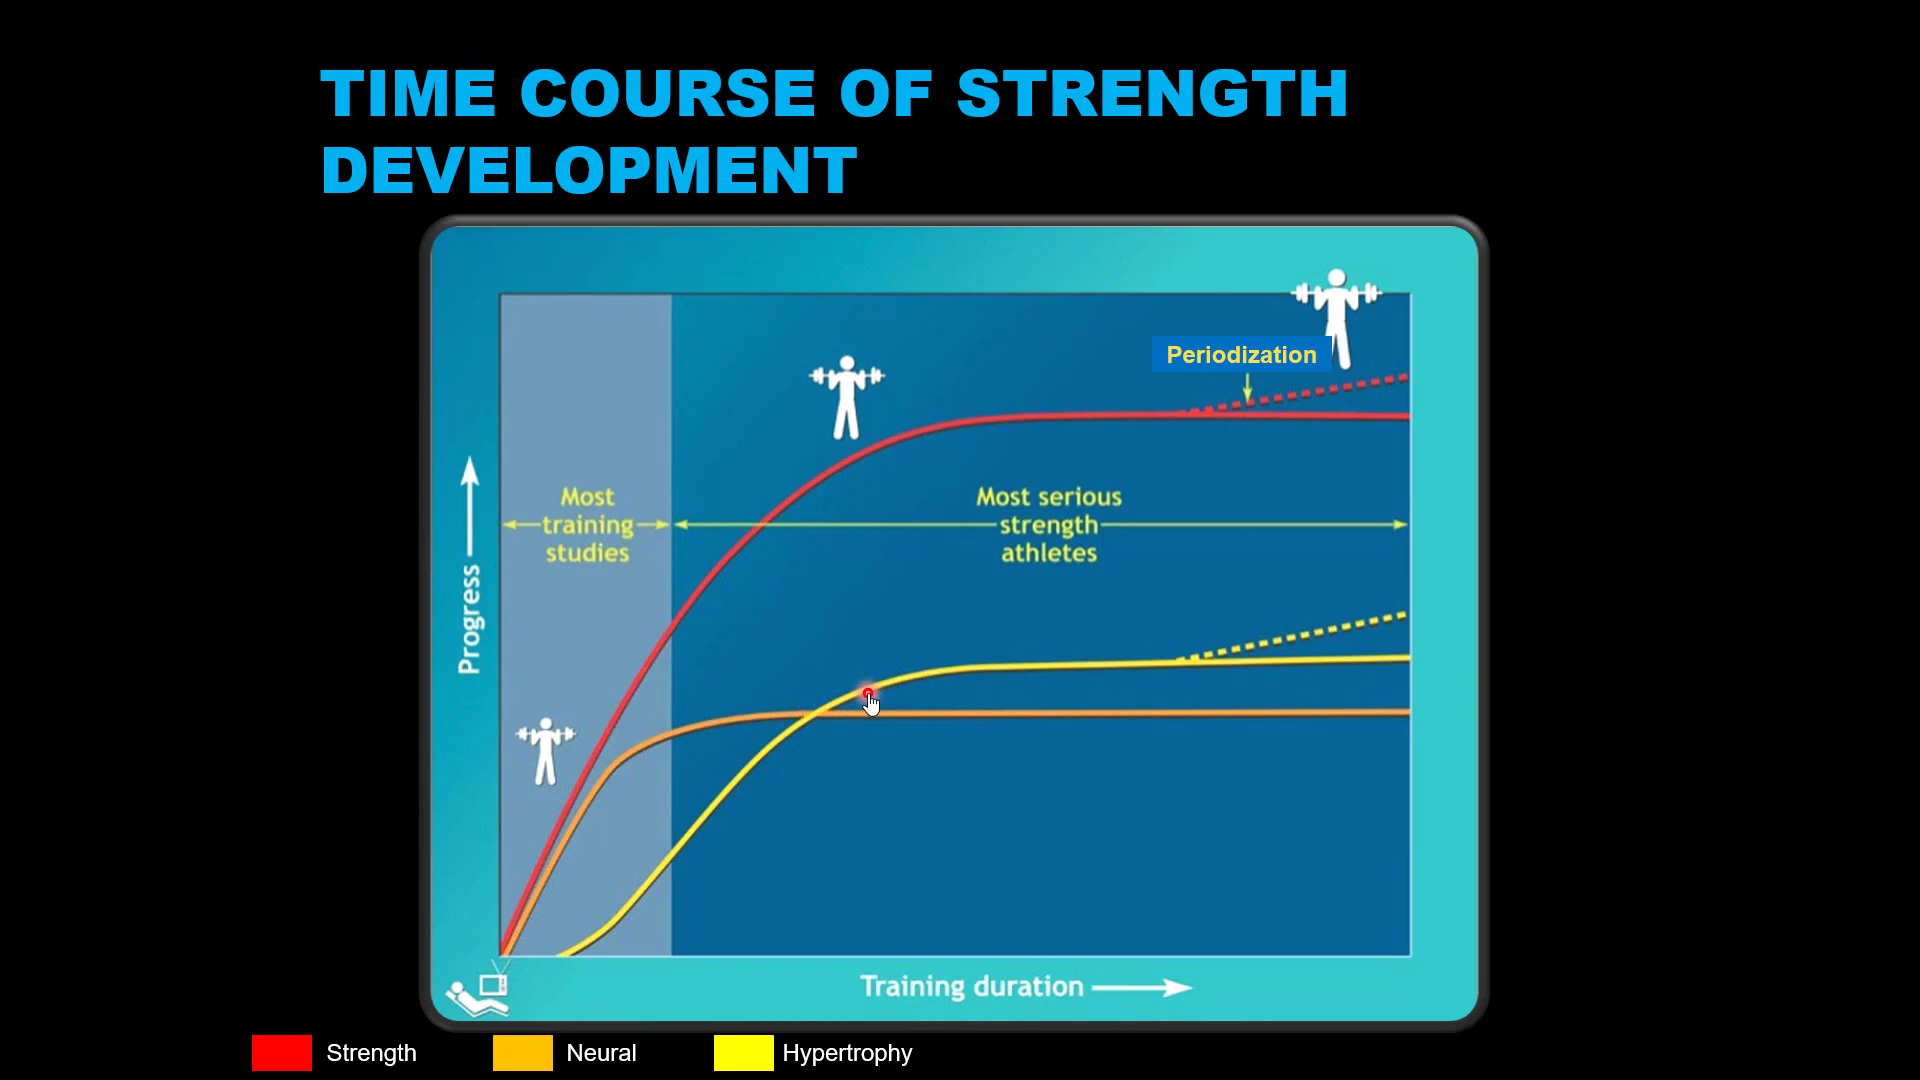 TIME COURSE OF STRENGTH
DEVELOPMENT
Periodization
Most
training
studies
Most serious
strength
athletes
Progress
Training duration
Strength
Neural
Hypertrophy